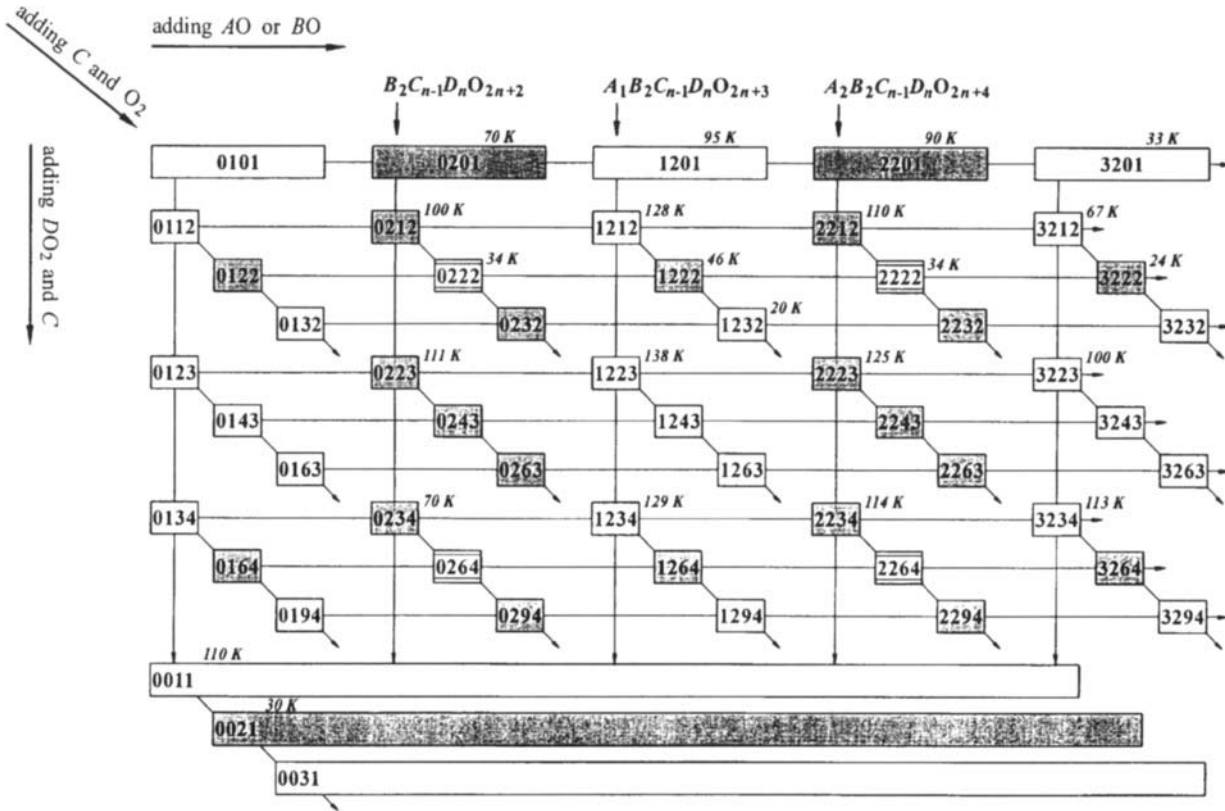 adding AO or BO
adding C and O₂
adding DO₂ and C
B₂Cₙ₋₁DₙO₂ₙ₊₂ A₁B₂Cₙ₋₁DₙO₂ₙ₊₃ A₂B₂Cₙ₋₁DₙO₂ₙ₊₄
70 K 95 K 90 K 33 K
0101 0201 1201 2201 3201
100 K 128 K 110 K 67 K
0112 0212 1212 2212 3212
34 K 46 K 34 K 24 K
0122 0222 1222 2222 3222
20 K
0132 0232 1232 2232 3232
111 K 138 K 125 K 100 K
0123 0223 1223 2223 3223
0143 0243 1243 2243 3243
0163 0263 1263 2263 3263
70 K 129 K 114 K 113 K
0134 0234 1234 2234 3234
0164 0264 1264 2264 3264
0194 0294 1294 2294 3294
110 K
0011
30 K
0021
0031